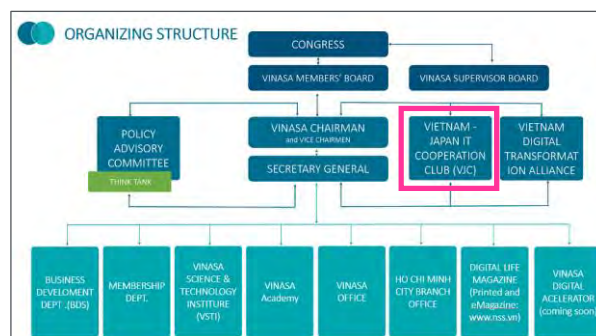 ORGANIZING STRUCTURE
CONGRESS
VINASA MEMBERS' BOARD
VINASA SUPERVISOR BOARD
POLICY
ADVISORY
COMMITTEE
THINK TANK
VINASA CHAIRMAN
and VICE CHAIRMEN
SECRETARY GENERAL
VIETNAM -
JAPAN IT
COOPERATION
CLUB (VJC)
VIETNAM
DIGITAL
TRANSFORMAT
ION ALLIANCE
BUSINESS
DEVELOMENT
DEPT .(BDS)
MEMBERSHIP
DEPT.
VINASA
SCIENCE &
TECHNOLOGY
INSTITURE
(VSTI)
VINASA
Academy
VINASA
OFFICE
HO CHI MINH
CITY BRANCH
OFFICE
DIGITAL LIFE
MAGAZINE
(Printed and
eMagazine:
www.nss.vn)
VINASA
DIGITAL
ACELERATOR
(coming soon)